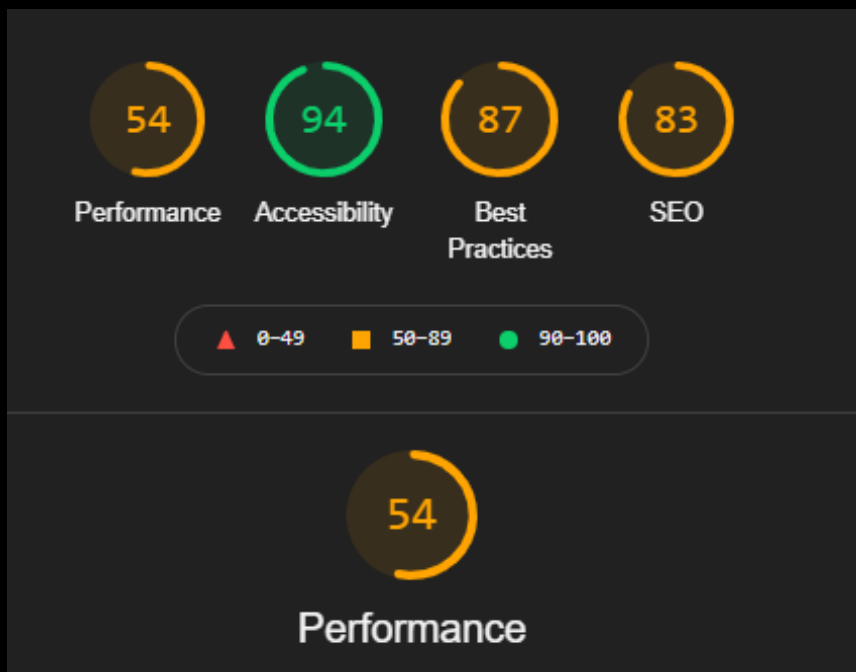 54 94 87 83
Performance Accessibility Best Practices SEO
0–49 50–89 90–100
54
Performance